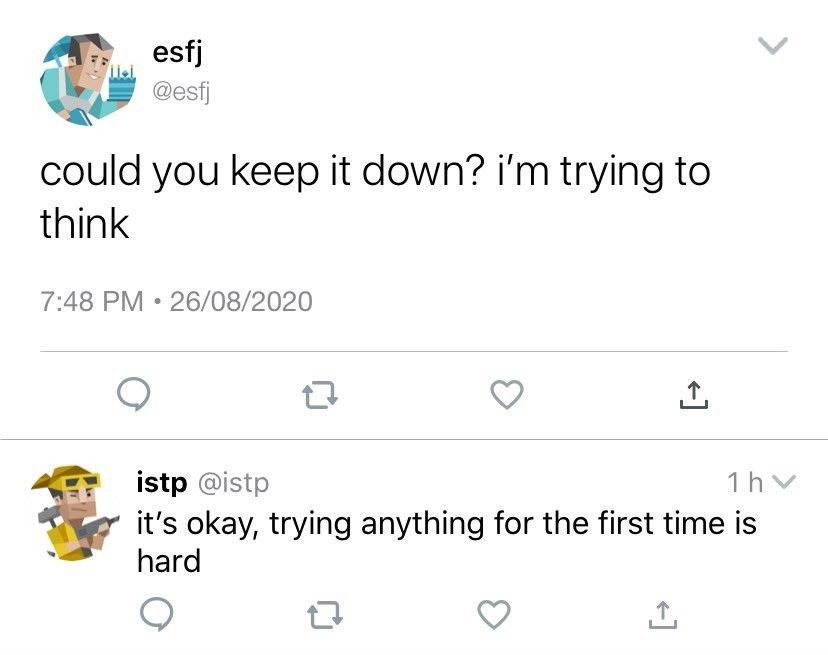 esfj
@esfj
could you keep it down? i’m trying to
think
7:48 PM • 26/08/2020
istp @istp 1 h
it’s okay, trying anything for the first time is
hard